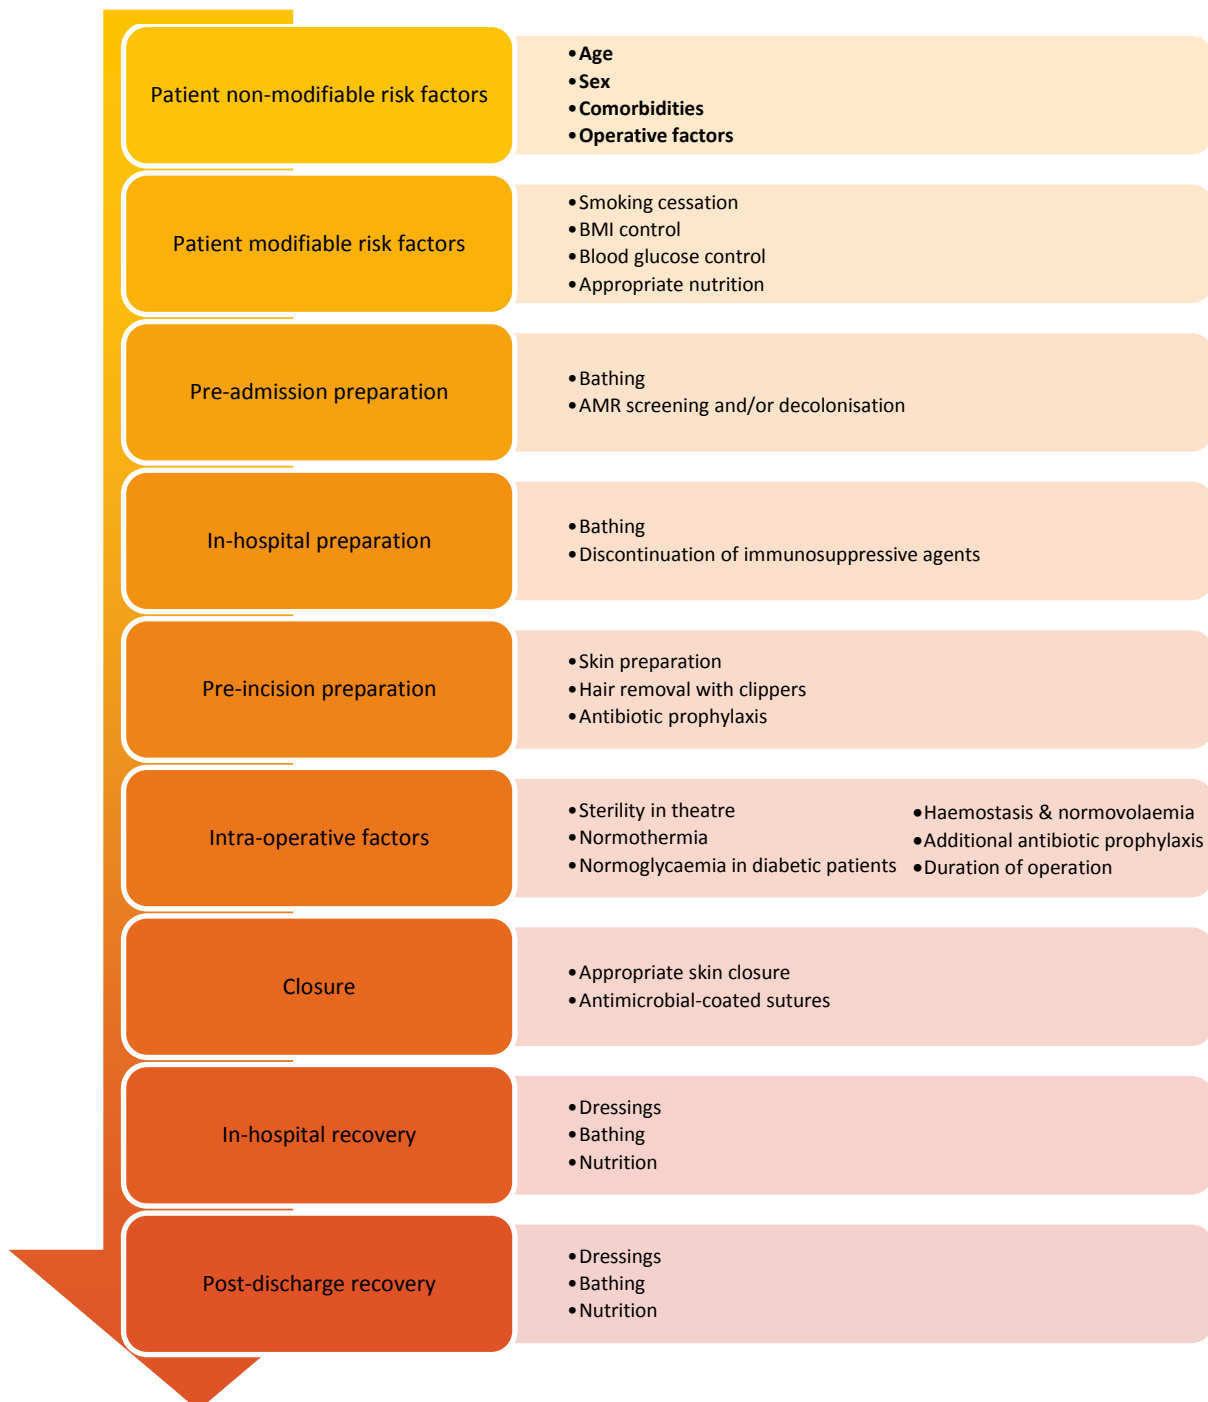 Patient non-modifiable risk factors
•Age
•Sex
•Comorbidities
•Operative factors
Patient modifiable risk factors
•Smoking cessation
•BMI control
•Blood glucose control
•Appropriate nutrition
Pre-admission preparation
•Bathing
•AMR screening and/or decolonisation
In-hospital preparation
•Bathing
•Discontinuation of immunosuppressive agents
Pre-incision preparation
•Skin preparation
•Hair removal with clippers
•Antibiotic prophylaxis
Intra-operative factors
•Sterility in theatre
•Normothermia
•Normoglycaemia in diabetic patients
•Haemostasis & normovolaemia
•Additional antibiotic prophylaxis
•Duration of operation
Closure
•Appropriate skin closure
•Antimicrobial-coated sutures
In-hospital recovery
•Dressings
•Bathing
•Nutrition
Post-discharge recovery
•Dressings
•Bathing
•Nutrition